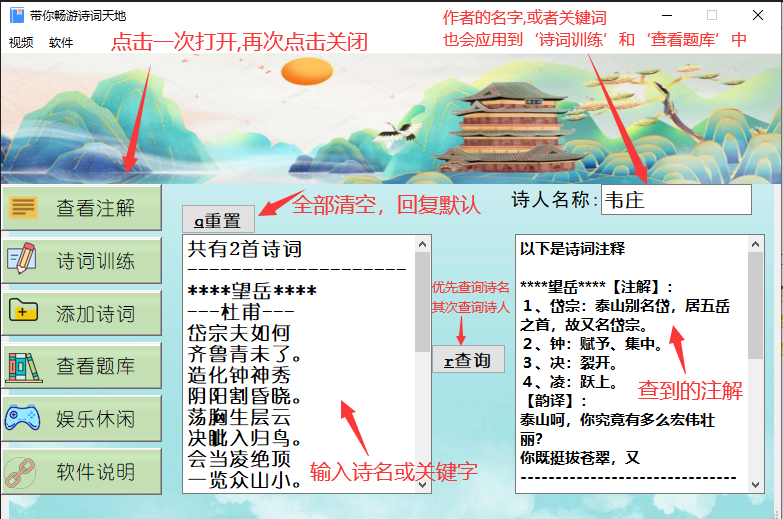 带你畅游诗词天地
视频 软件
点击一次打开,再次点击关闭
作者的名字,或者关键词
也会应用到‘诗词训练’和‘查看题库’中
查看注解
诗词训练
添加诗词
查看题库
娱乐休闲
软件说明
q重置
全部清空，回复默认
诗人名称:
韦庄
共有2首诗词
---------------------
****望岳****
---杜甫---
岱宗夫如何
齐鲁青未了。
造化钟神秀
阴阳割昏晓。
荡胸生层云
决眦入归鸟。
会当凌绝顶
一览众山小。
输入诗名或关键字
优先查询诗名
其次查询诗人
r查询
以下是诗词注释
****望岳****【注解】:
1、岱宗：泰山别名岱，居五岳
之首，故又名岱宗。
2、钟：赋予、集中。
3、决：裂开。
4、凌：跃上。
【韵译】:
泰山呵，你究竟有多么宏伟壮
丽?
你既挺拔苍翠，又
-------------------------------
查到的注解